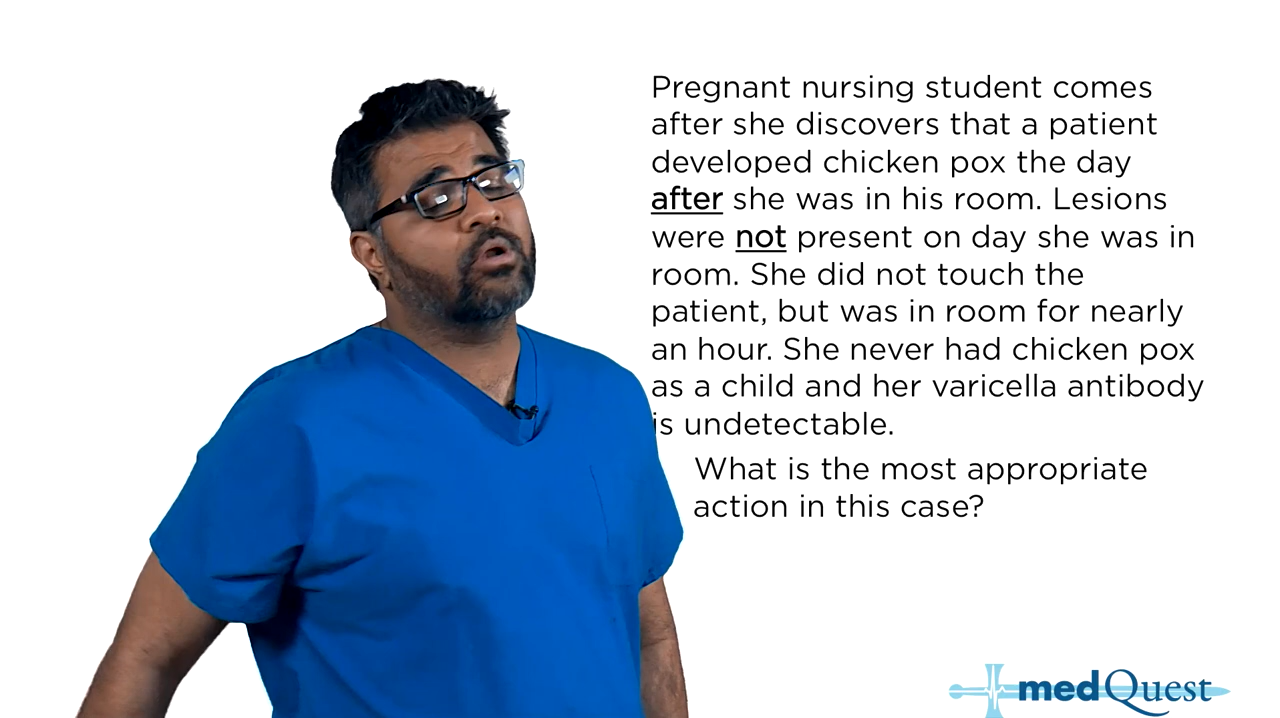 Pregnant nursing student comes
after she discovers that a patient
developed chicken pox the day
after she was in his room. Lesions
were not present on day she was in
room. She did not touch the
patient, but was in room for nearly
an hour. She never had chicken pox
as a child and her varicella antibody
is undetectable.
What is the most appropriate
action in this case?
medQuest